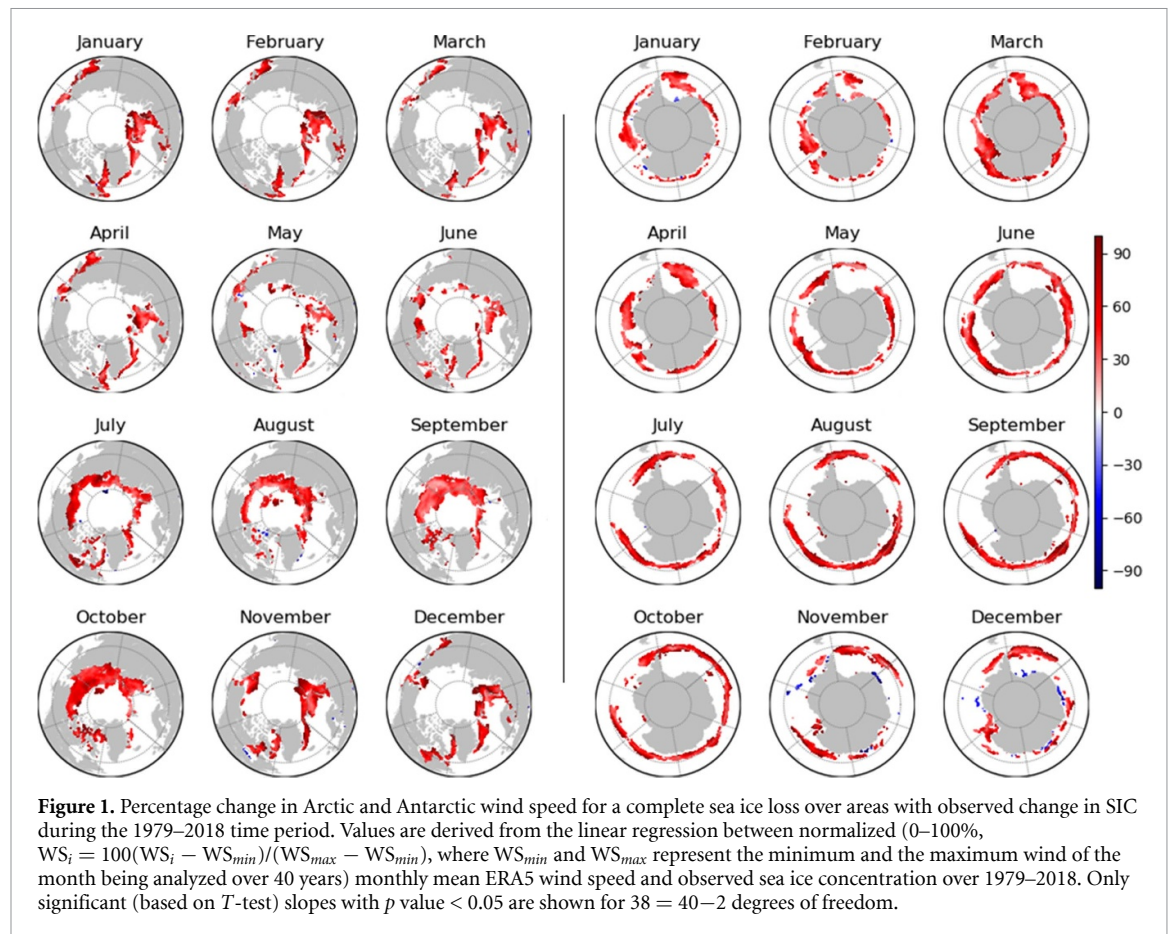 January February March January February March
April May June April May June
90
60
30
0
−30
−60
−90
July August September July August September
October November December October November December
Figure 1. Percentage change in Arctic and Antarctic wind speed for a complete sea ice loss over areas with observed change in SIC
during the 1979–2018 time period. Values are derived from the linear regression between normalized (0–100%,
WSᵢ = 100(WSᵢ − WSₘᵢₙ)/(WSₘₐₓ − WSₘᵢₙ), where WSₘᵢₙ and WSₘₐₓ represent the minimum and the maximum wind of the
month being analyzed over 40 years) monthly mean ERA5 wind speed and observed sea ice concentration over 1979–2018. Only
significant (based on T-test) slopes with p value < 0.05 are shown for 38 = 40−2 degrees of freedom.